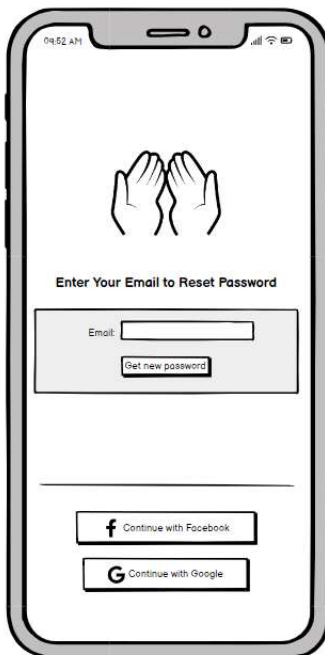 09:52 AM
Enter Your Email to Reset Password
Email:
Get new password
Continue with Facebook
Continue with Google